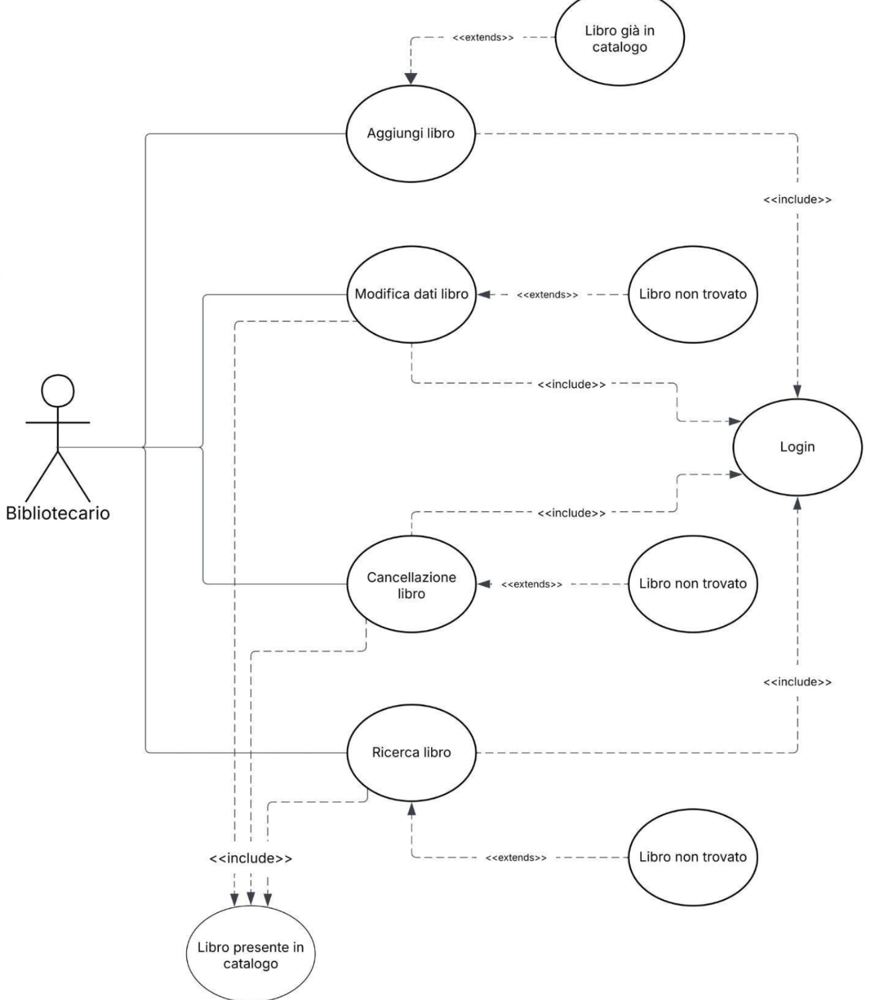 Libro già in
catalogo
<<extends>>
Aggiungi libro
<<include>>
Modifica dati libro
<<extends>>
Libro non trovato
<<include>>
Login
Bibliotecario
<<include>>
Cancellazione
libro
<<extends>>
Libro non trovato
<<include>>
Ricerca libro
<<include>>
<<extends>>
Libro non trovato
Libro presente in
catalogo